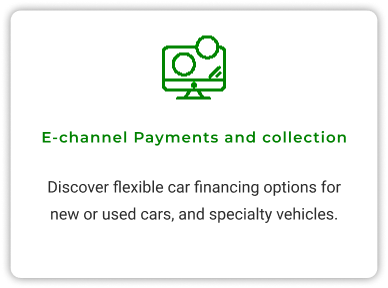 E-channel Payments and collection
Discover flexible car financing options for
new or used cars, and specialty vehicles.